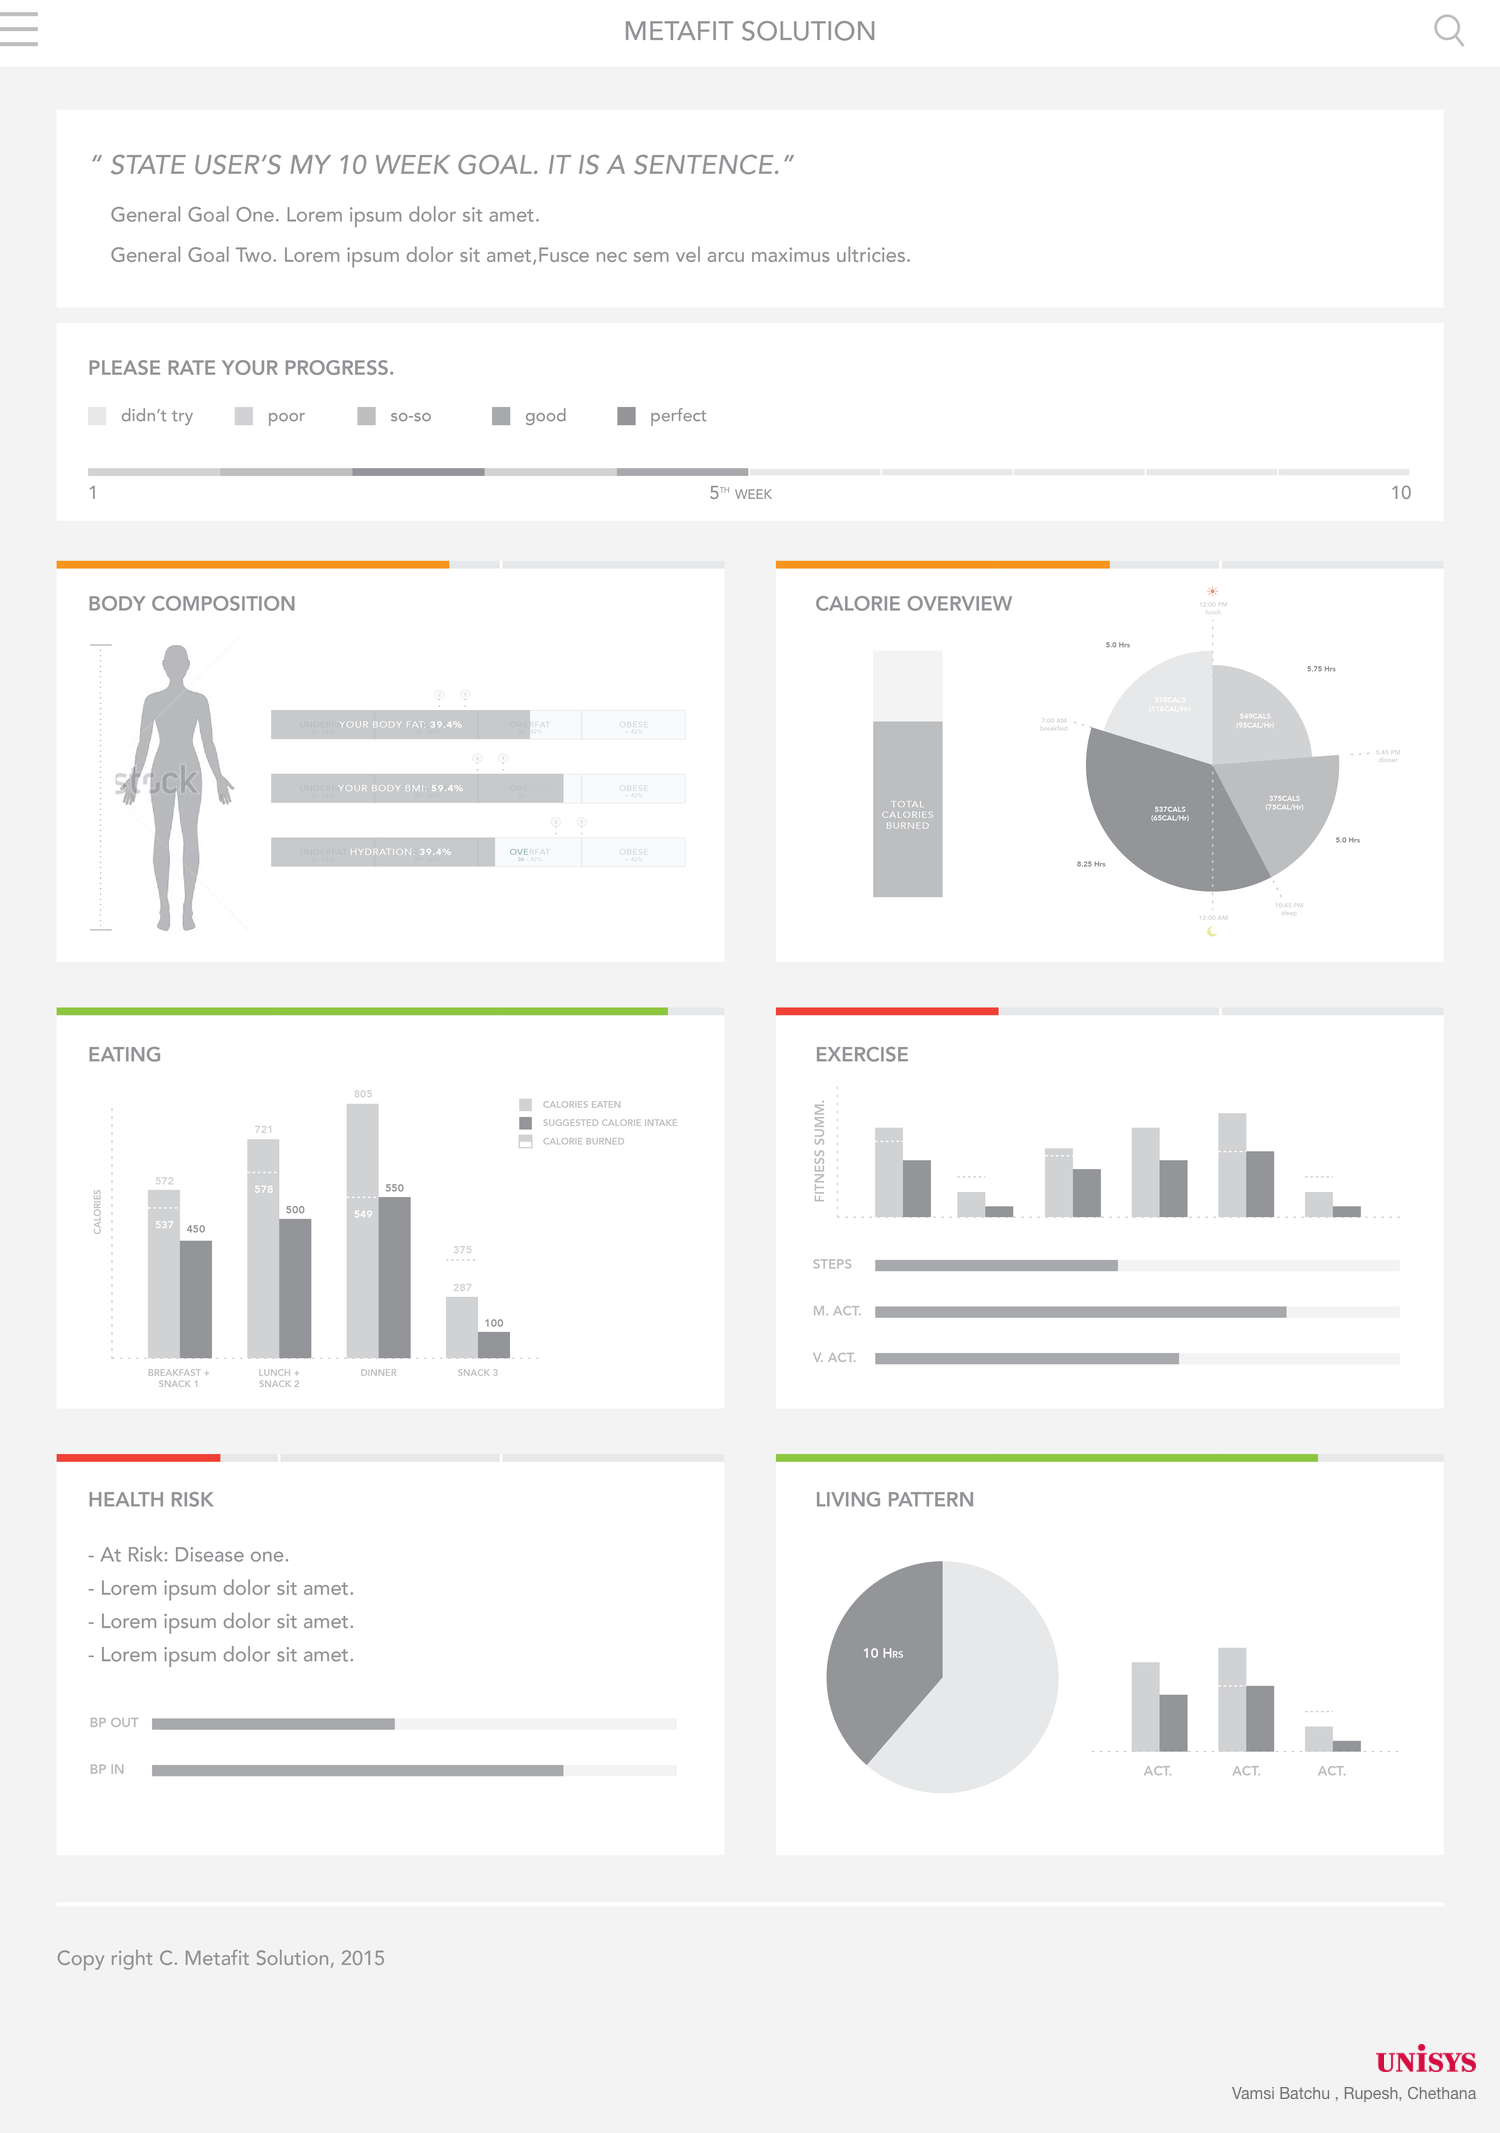 METAFIT SOLUTION
“ STATE USER’S MY 10 WEEK GOAL. IT IS A SENTENCE.”
General Goal One. Lorem ipsum dolor sit amet.
General Goal Two. Lorem ipsum dolor sit amet,Fusce nec sem vel arcu maximus ultricies.
PLEASE RATE YOUR PROGRESS.
didn’t try poor so-so good perfect
1 5TH WEEK 10
BODY COMPOSITION
stock
YOUR BODY FAT: 39.4%
OVERFAT
OBESE
YOUR BODY BMI: 59.4%
OBESE
HYDRATION: 39.4%
OVERFAT
36 - 42%
OBESE
CALORIE OVERVIEW
TOTAL
CALORIES
BURNED
12:00 PM
lunch
5.0 Hrs
5.75 Hrs
578CALS
(116CAL/Hr)
549CALS
(95CAL/Hr)
7:00 AM
breakfast
5:45 PM
dinner
537CALS
(65CAL/Hr)
375CALS
(75CAL/Hr)
5.0 Hrs
8.25 Hrs
10:45 PM
sleep
12:00 AM
EATING
CALORIES
CALORIES EATEN
SUGGESTED CALORIE INTAKE
CALORIE BURNED
572
537
450
721
578
500
805
549
550
375
287
100
BREAKFAST +
SNACK 1
LUNCH +
SNACK 2
DINNER
SNACK 3
EXERCISE
FITNESS SUMM.
STEPS
M. ACT.
V. ACT.
HEALTH RISK
- At Risk: Disease one.
- Lorem ipsum dolor sit amet.
- Lorem ipsum dolor sit amet.
- Lorem ipsum dolor sit amet.
BP OUT
BP IN
LIVING PATTERN
10 HRS
ACT. ACT. ACT.
Copy right C. Metafit Solution, 2015
UNISYS
Vamsi Batchu , Rupesh, Chethana